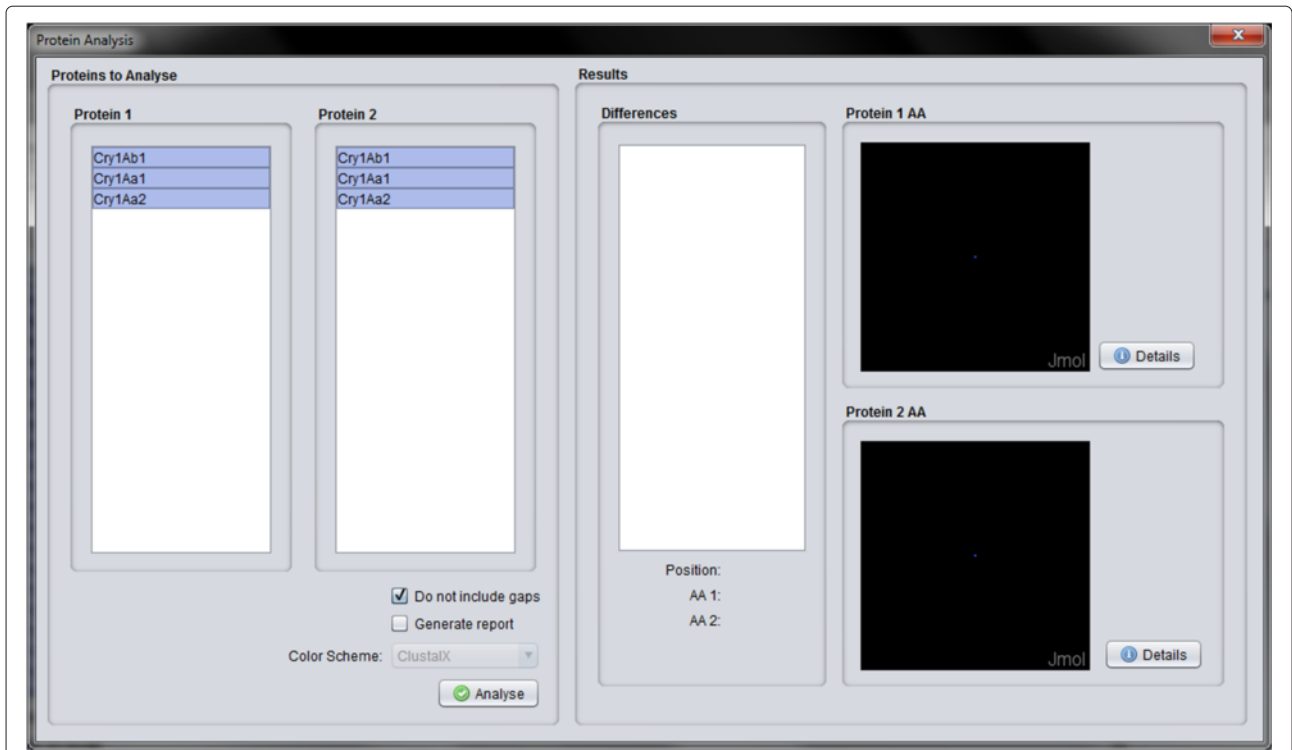 Protein Analysis
x
Proteins to Analyse
Protein 1
Cry1Ab1
Cry1Aa1
Cry1Aa2
Protein 2
Cry1Ab1
Cry1Aa1
Cry1Aa2
Do not include gaps
Generate report
Color Scheme: ClustalX
Analyse
Results
Differences
Position:
AA 1:
AA 2:
Protein 1 AA
Jmol
Details
Protein 2 AA
Jmol
Details